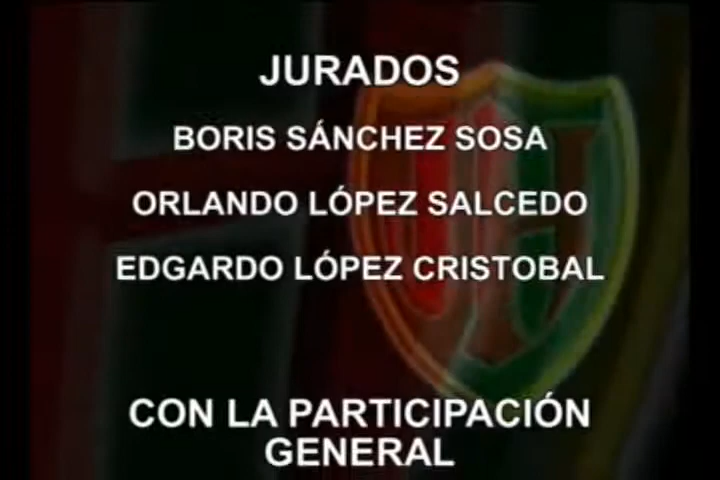 JURADOS
BORIS SÁNCHEZ SOSA
ORLANDO LÓPEZ SALCEDO
EDGARDO LÓPEZ CRISTOBAL
CON LA PARTICIPACIÓN
GENERAL